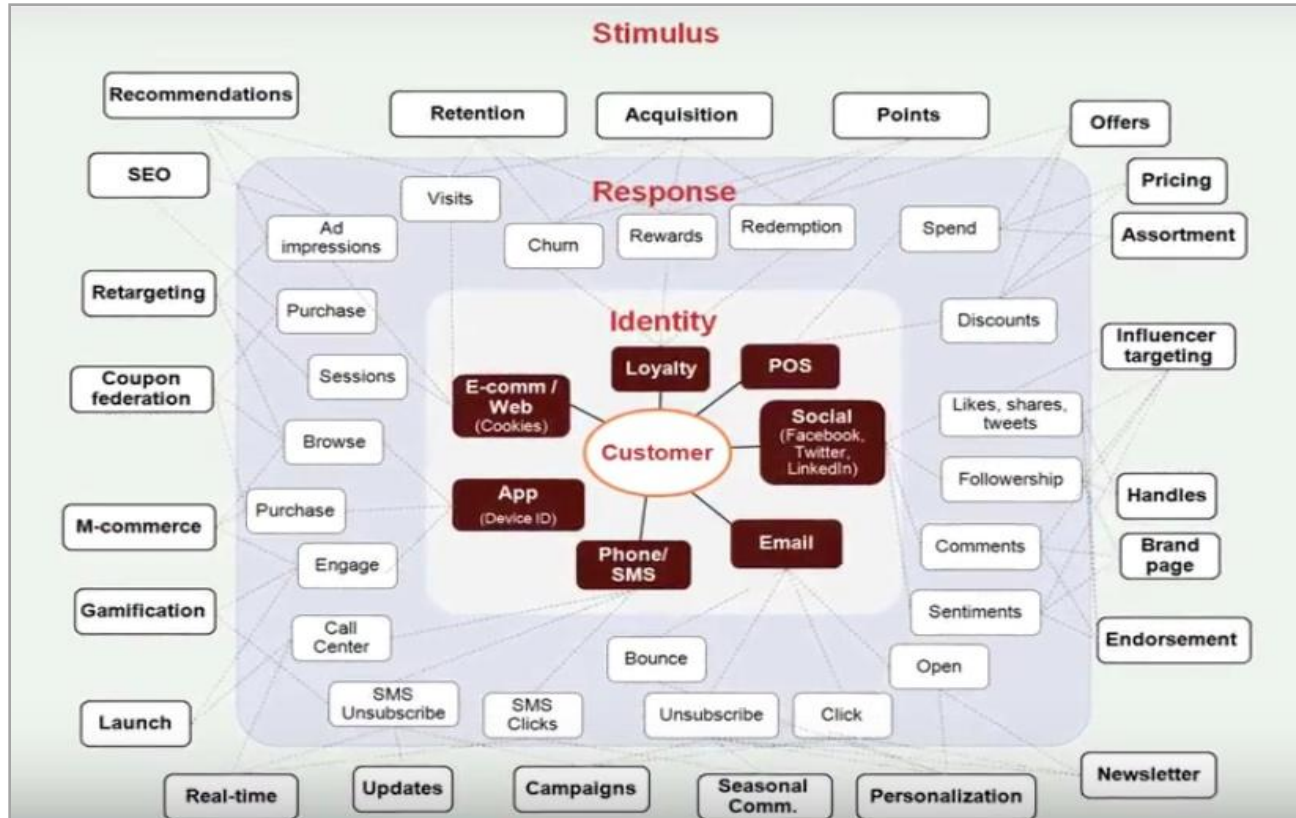 Stimulus
Recommendations
Retention
Acquisition
Points
Offers
SEO
Visits
Response
Pricing
Ad
impressions
Churn
Rewards
Redemption
Spend
Assortment
Retargeting
Purchase
Identity
Discounts
Influencer
targeting
Coupon
federation
Sessions
E-comm /
Web
(Cookies)
Loyalty
POS
Social
(Facebook,
Twitter,
LinkedIn)
Likes, shares,
tweets
Browse
Customer
Followership
M-commerce
Purchase
App
(Device ID)
Handles
Engage
Phone/
SMS
Email
Comments
Brand
page
Gamification
Call
Center
Sentiments
Endorsement
Bounce
Open
Launch
SMS
Unsubscribe
SMS
Clicks
Unsubscribe
Click
Real-time
Updates
Campaigns
Seasonal
Comm.
Personalization
Newsletter